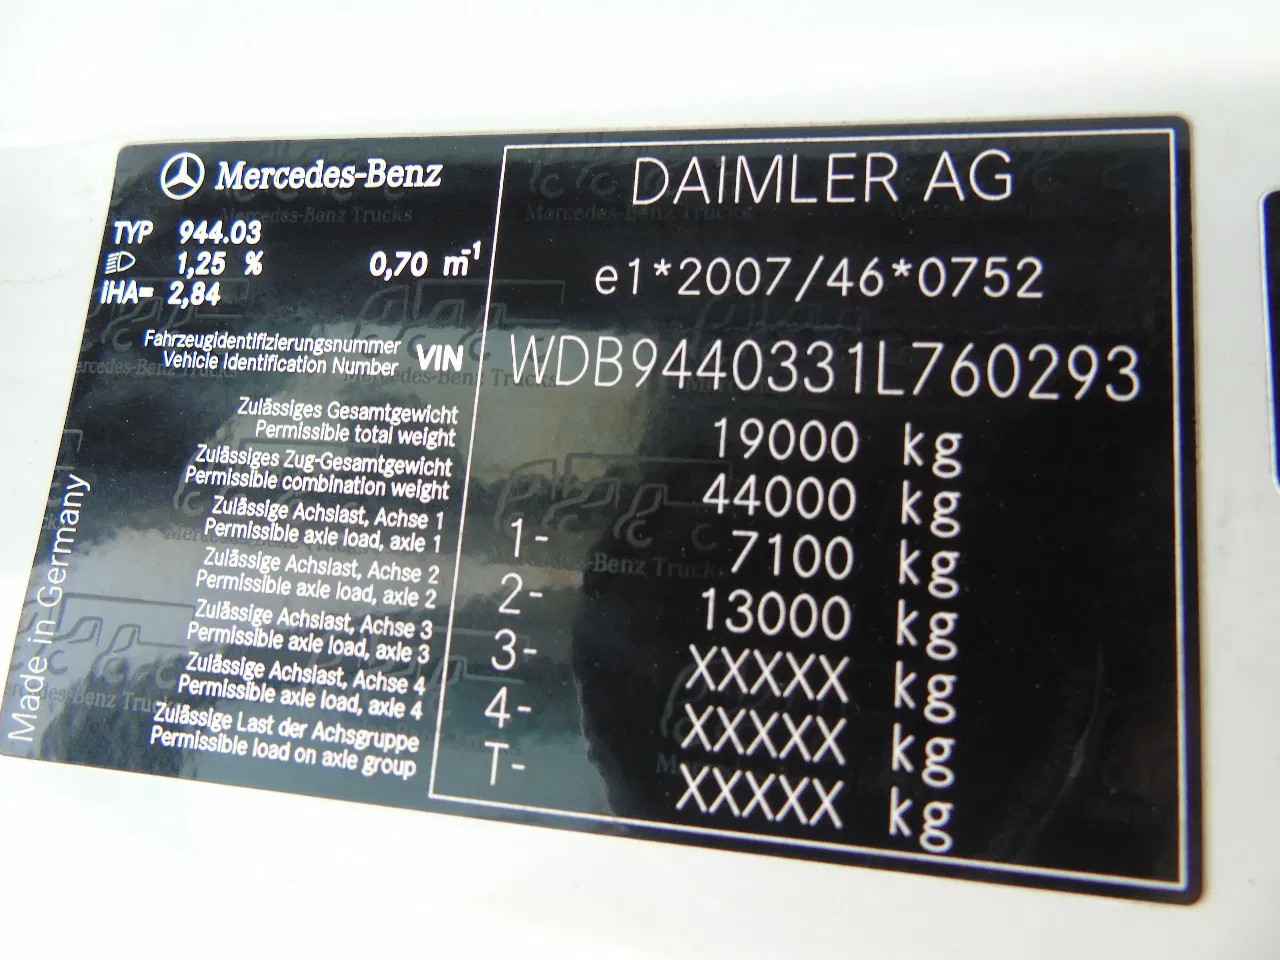 Mercedes-Benz
TYP 944.03
1,25 % 0,70 m⁻¹
iHA= 2,84
DAIMLER AG
e1*2007/46*0752
Fahrzeugidentifizierungsnummer
Vehicle Identification Number
VIN WDB9440331L760293
Zulässiges Gesamtgewicht
Permissible total weight
19000 kg
Zulässiges Zug-Gesamtgewicht
Permissible combination weight
44000 kg
Zulässige Achslast, Achse 1
Permissible axle load, axle 1
1- 7100 kg
Zulässige Achslast, Achse 2
Permissible axle load, axle 2
2- 13000 kg
Zulässige Achslast, Achse 3
Permissible axle load, axle 3
3- XXXXX kg
Zulässige Achslast, Achse 4
Permissible axle load, axle 4
4- XXXXX kg
Zulässige Last der Achsgruppe
Permissible load on axle group
T- XXXXX kg
Made in Germany
Mercedes-Benz Trucks